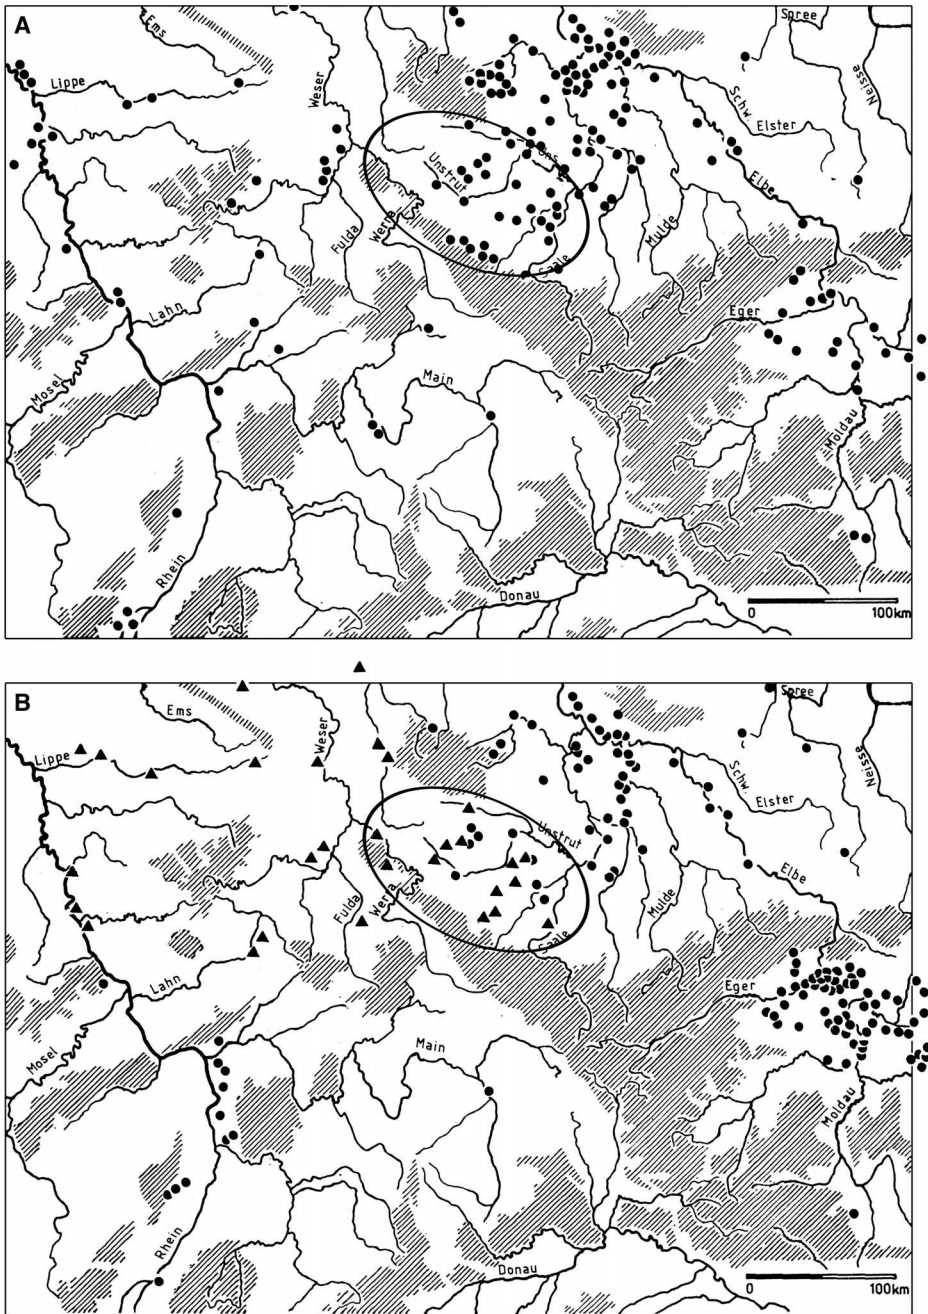 A
Ems
Spree
Lippe
Weser
Neisse
Schw.
Elster
Unstrut
Uns
Elbe
Fulda
Werra
Mulde
Saale
Lahn
Eger
Mosel
Main
Moldau
Rhein
Donau
0 100km
B
Ems
Spree
Lippe
Weser
Neisse
Schw.
Elster
Unstrut
Elbe
Fulda
Werra
Mulde
Saale
Lahn
Eger
Mosel
Main
Moldau
Rhein
Donau
0 100km